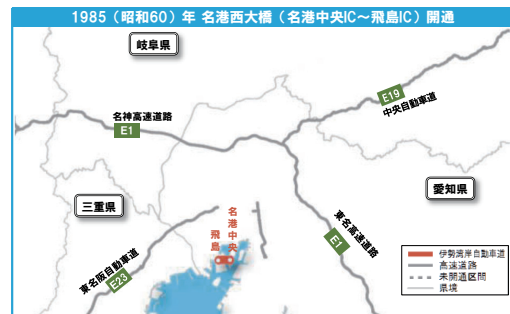 1985（昭和60）年 名港西大橋（名港中央IC～飛島IC）開通
岐阜県
E19
中央自動車道
名神高速道路
E1
三重県
愛知県
名港中央
飛島
東名高速道路
E1
東名阪自動車道
E23
伊勢湾岸自動車道
高速道路
未開通区間
県境